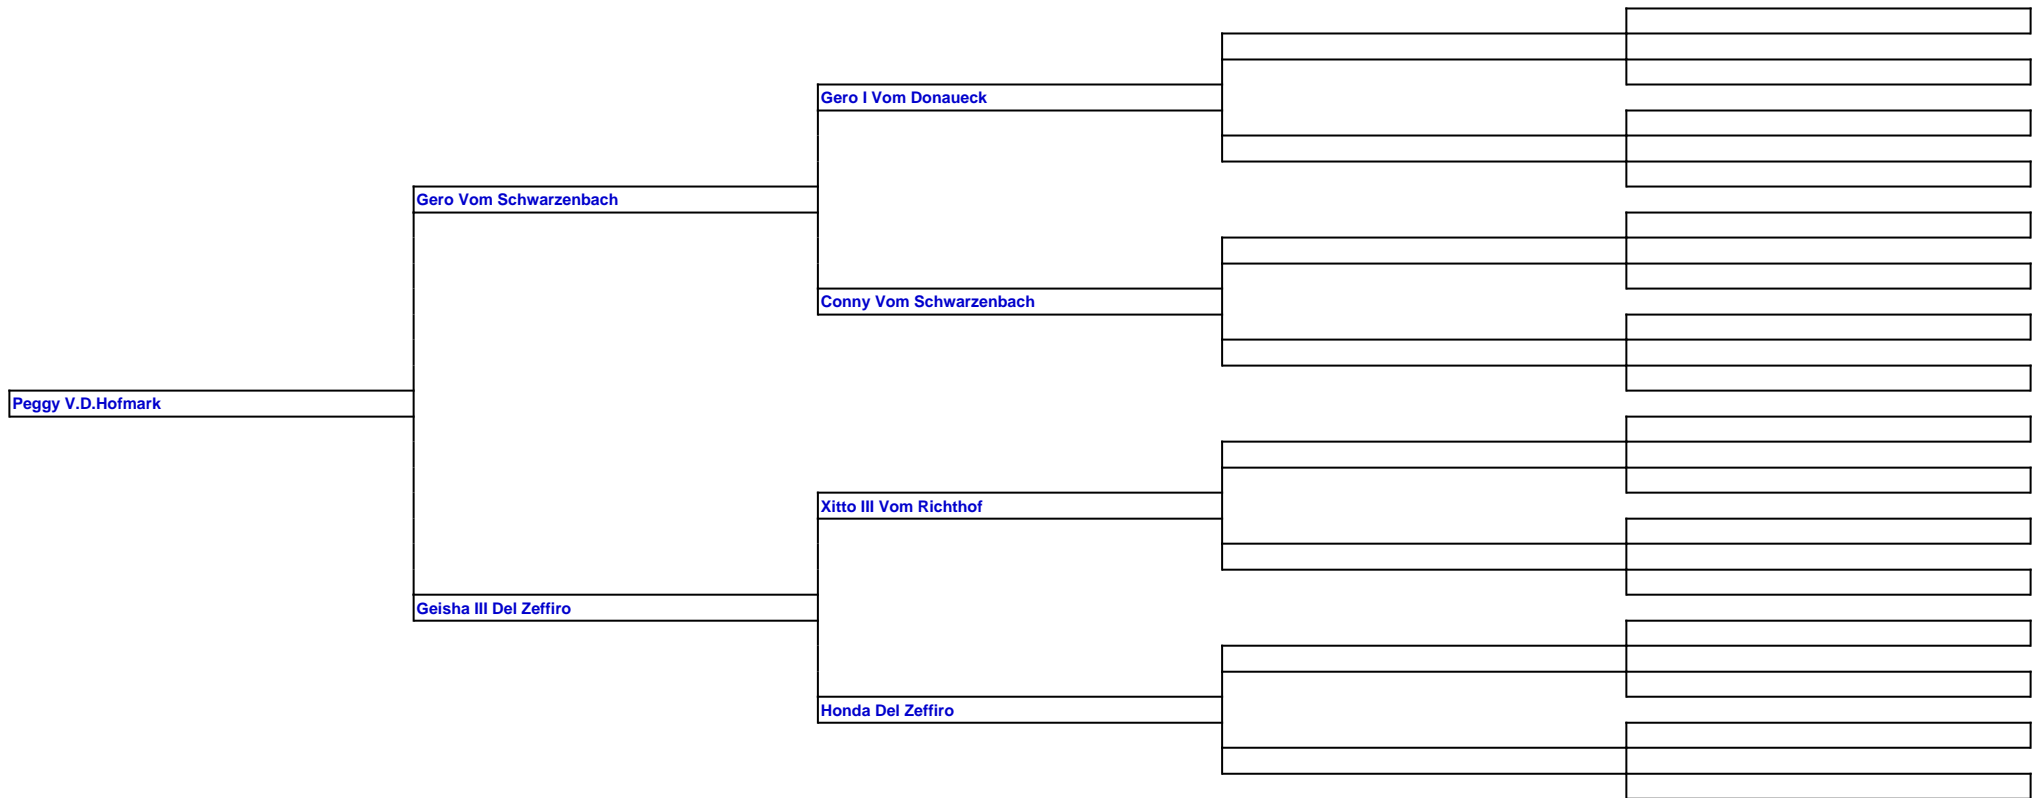 Gero I Vom Donaueck
Gero Vom Schwarzenbach
Conny Vom Schwarzenbach
Peggy V.D.Hofmark
Xitto III Vom Richthof
Geisha III Del Zeffiro
Honda Del Zeffiro